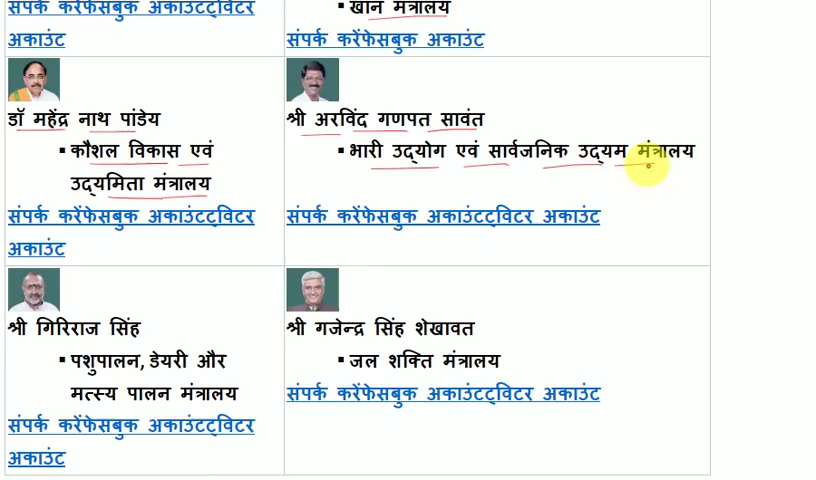 संपर्क करेंफेसबुक अकाउंटट्विटर
अकाउंट
▪ खान मंत्रालय
संपर्क करेंफेसबुक अकाउंट
डॉ महेंद्र नाथ पांडेय
▪ कौशल विकास एवं
उद्यमिता मंत्रालय
संपर्क करेंफेसबुक अकाउंटट्विटर
अकाउंट
श्री अरविंद गणपत सावंत
▪ भारी उद्योग एवं सार्वजनिक उद्यम मंत्रालय
संपर्क करेंफेसबुक अकाउंटट्विटर अकाउंट
श्री गिरिराज सिंह
▪ पशुपालन, डेयरी और
मत्स्य पालन मंत्रालय
संपर्क करेंफेसबुक अकाउंटट्विटर
अकाउंट
श्री गजेन्द्र सिंह शेखावत
▪ जल शक्ति मंत्रालय
संपर्क करेंफेसबुक अकाउंटट्विटर अकाउंट